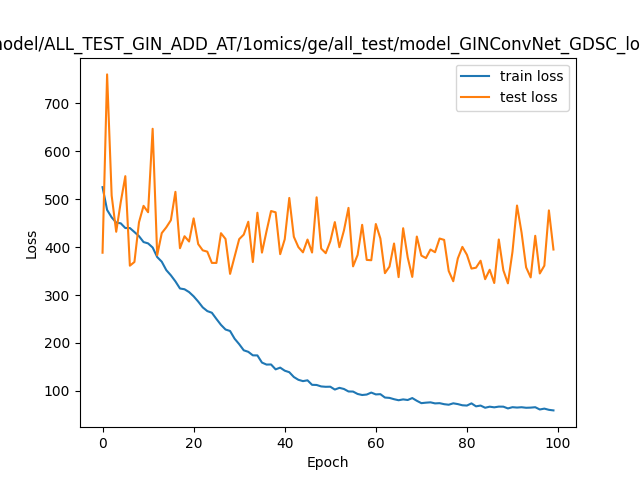 model/ALL_TEST_GIN_ADD_AT/1omics/ge/all_test/model_GINConvNet_GDSC_lo
train loss
test loss
700
600
500
400
300
200
100
Loss
0
20
40
60
80
100
Epoch